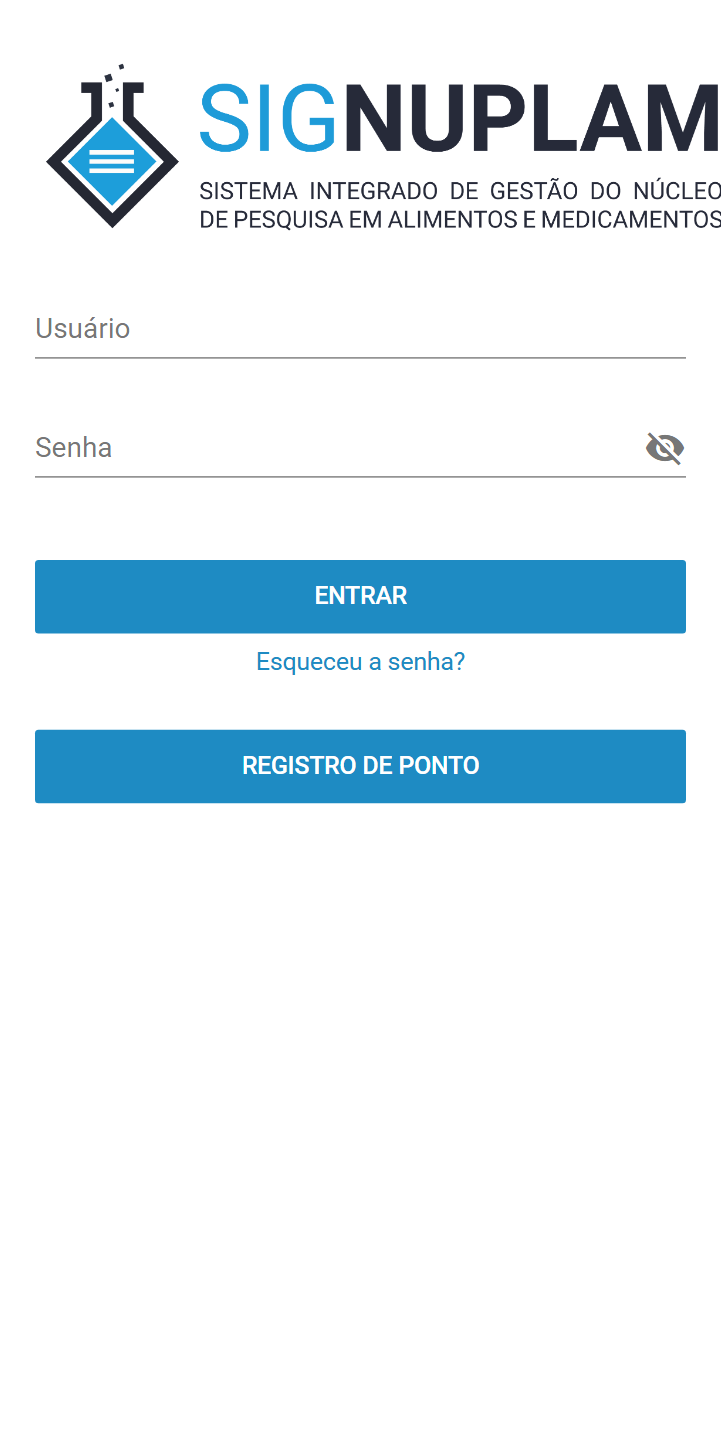 SIGNUPLAM
SISTEMA INTEGRADO DE GESTÃO DO NÚCLEO
DE PESQUISA EM ALIMENTOS E MEDICAMENTOS
Usuário
Senha
ENTRAR
Esqueceu a senha?
REGISTRO DE PONTO